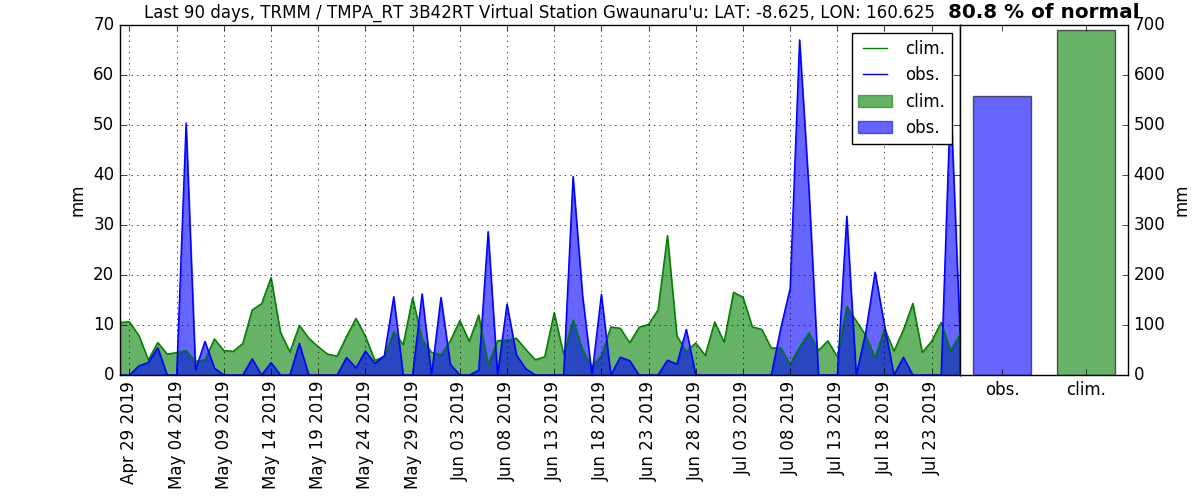 Last 90 days, TRMM / TMPA_RT 3B42RT Virtual Station Gwaunaru'u: LAT: -8.625, LON: 160.625 80.8 % of normal
70
60
50
40
30
20
10
0
mm
clim.
obs.
clim.
obs.
700
600
500
400
300
200
100
0
mm
Apr 29 2019
May 04 2019
May 09 2019
May 14 2019
May 19 2019
May 24 2019
May 29 2019
Jun 03 2019
Jun 08 2019
Jun 13 2019
Jun 18 2019
Jun 23 2019
Jun 28 2019
Jul 03 2019
Jul 08 2019
Jul 13 2019
Jul 18 2019
Jul 23 2019
obs.
clim.